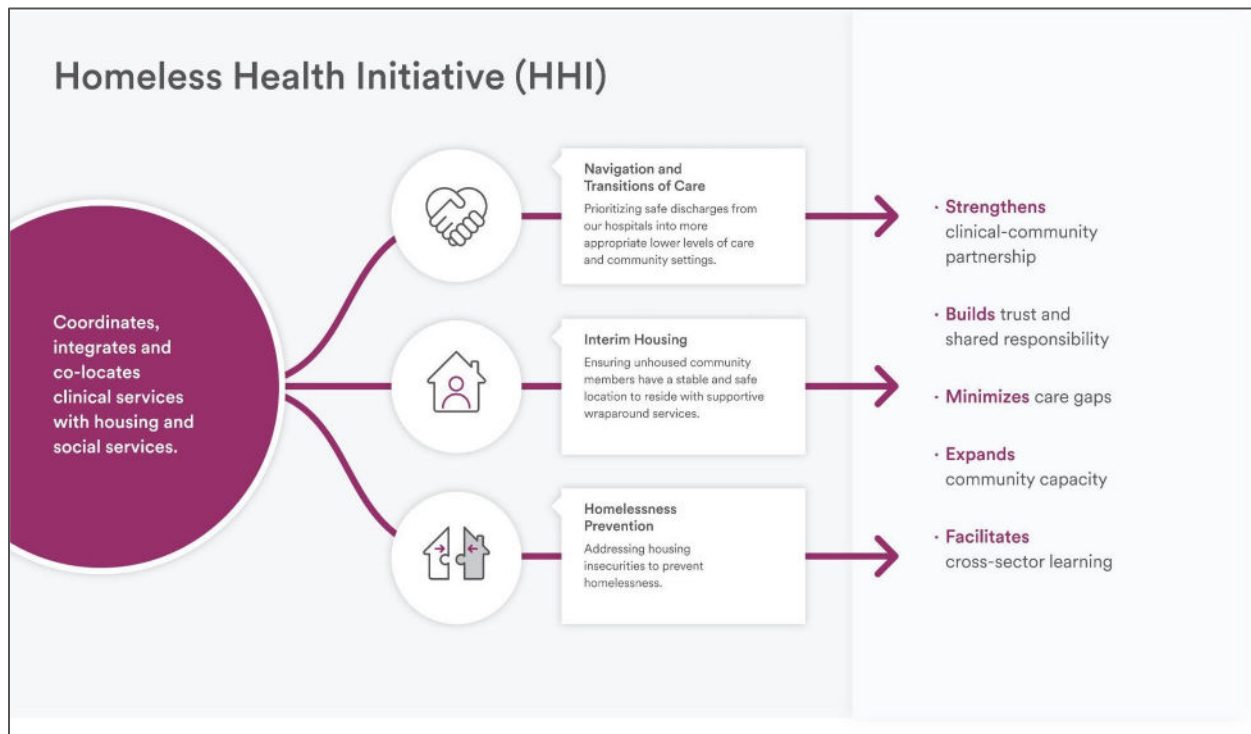 Homeless Health Initiative (HHI)
Coordinates,
integrates and
co-locates
clinical services
with housing and
social services.
Navigation and
Transitions of Care
Prioritizing safe discharges from
our hospitals into more
appropriate lower levels of care
and community settings.
Interim Housing
Ensuring unhoused community
members have a stable and safe
location to reside with supportive
wraparound services.
Homelessness
Prevention
Addressing housing
insecurities to prevent
homelessness.
· Strengthens
clinical-community
partnership
· Builds trust and
shared responsibility
· Minimizes care gaps
· Expands
community capacity
· Facilitates
cross-sector learning